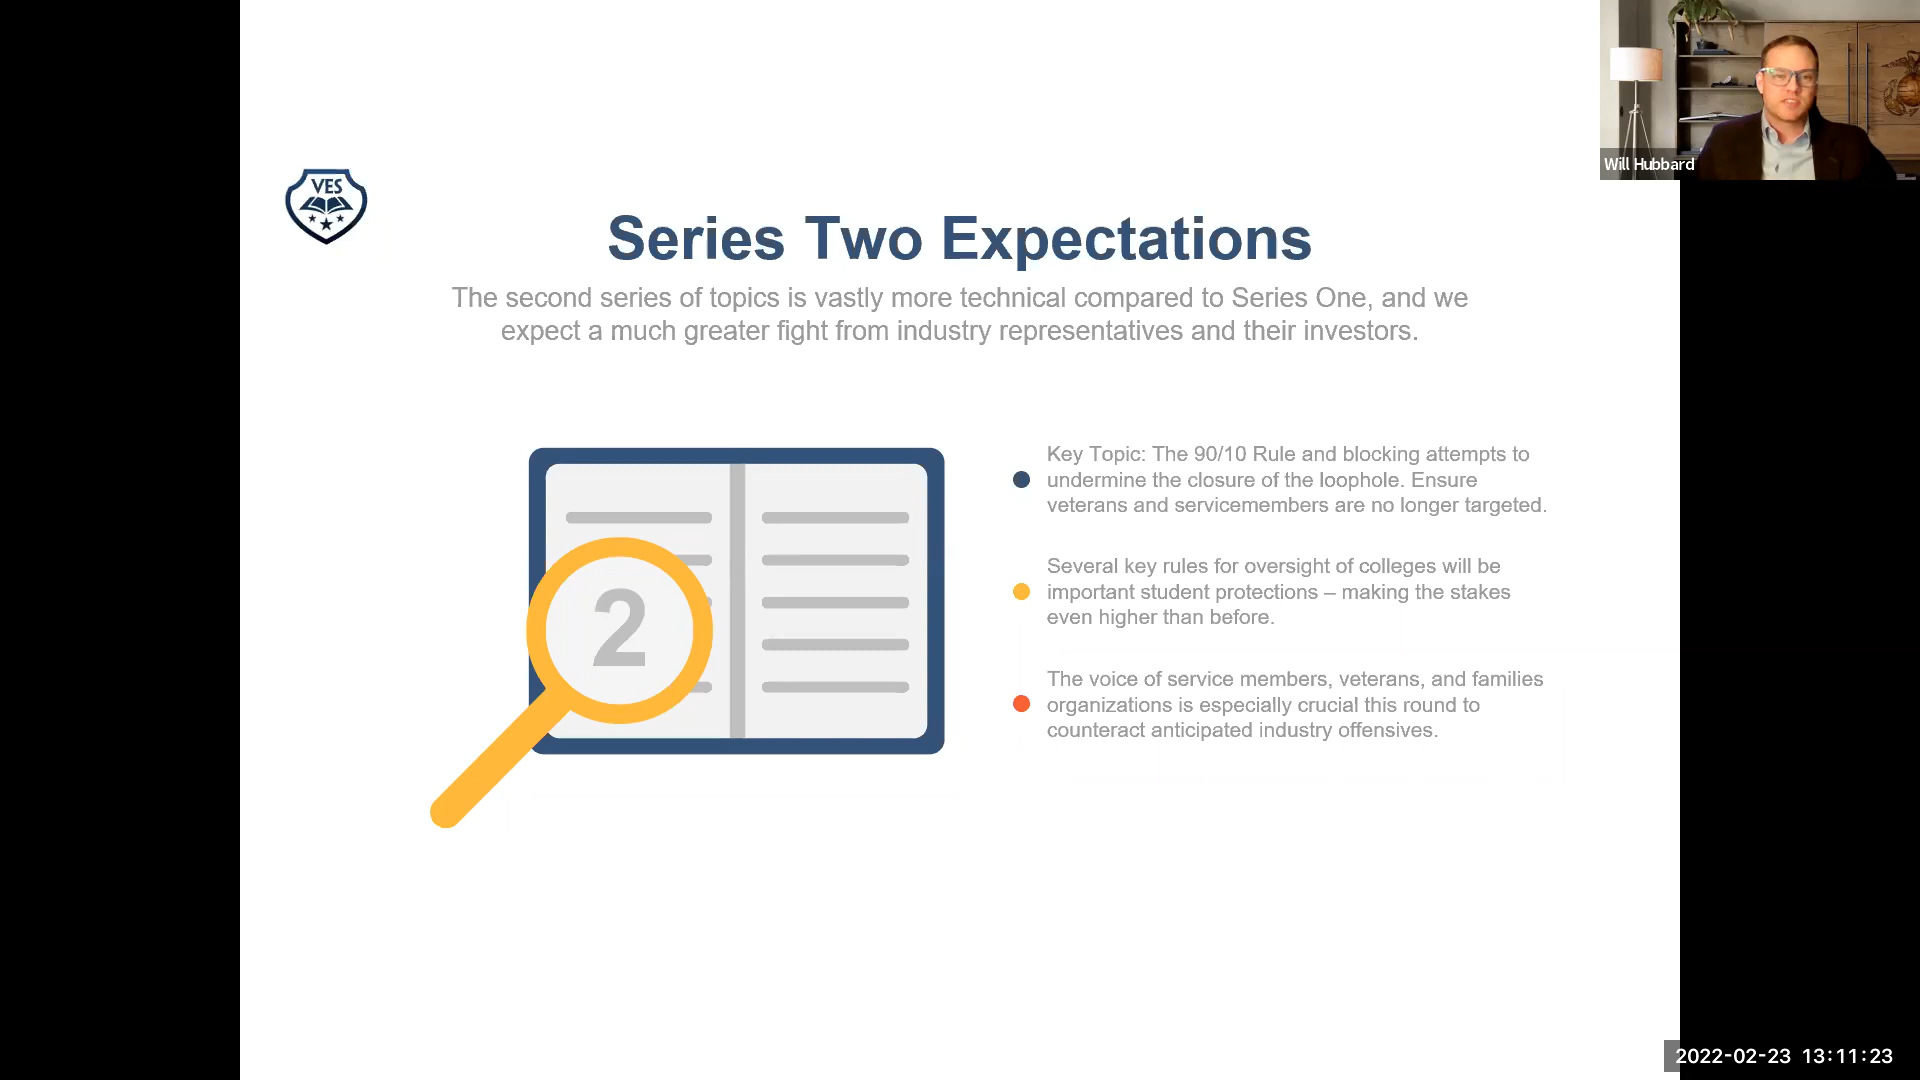 VES
Will Hubbard
Series Two Expectations
The second series of topics is vastly more technical compared to Series One, and we
expect a much greater fight from industry representatives and their investors.
2
Key Topic: The 90/10 Rule and blocking attempts to
undermine the closure of the loophole. Ensure
veterans and servicemembers are no longer targeted.
Several key rules for oversight of colleges will be
important student protections – making the stakes
even higher than before.
The voice of service members, veterans, and families
organizations is especially crucial this round to
counteract anticipated industry offensives.
2022-02-23 13:11:23